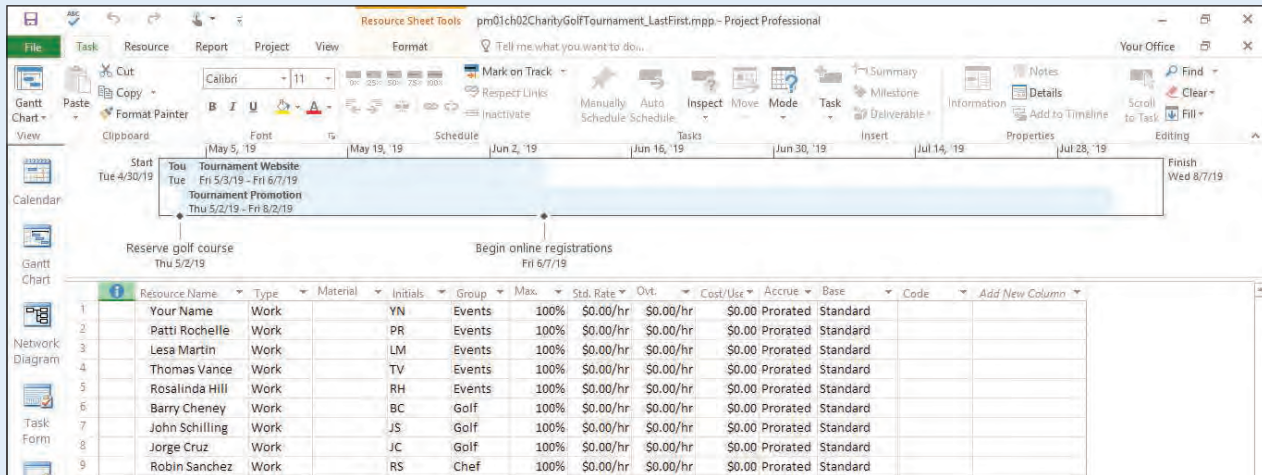 ABC
Resource Sheet Tools pm01ch02CharityGolfTournament_LastFirst.mpp - Project Professional
File Task Resource Report Project View Format Tell me what you want to do... Your Office
Gantt Chart
View
Paste
Cut
Copy
Format Painter
Clipboard
Calibri 11
B I U A
Font
0% 25% 50% 75% 100%
Mark on Track
Respect Links
Inactivate
Schedule
Manually Schedule
Auto Schedule
Inspect
Move
Mode
Tasks
Task
Summary
Milestone
Deliverable
Insert
Information
Notes
Details
Add to Timeline
Properties
Scroll to Task
Find
Clear
Fill
Editing
May 5, '19 May 19, '19 Jun 2, '19 Jun 16, '19 Jun 30, '19 Jul 14, '19 Jul 28, '19
Start
Tue 4/30/19
Tou
Tue
Tournament Website
Fri 5/3/19 - Fri 6/7/19
Tournament Promotion
Thu 5/2/19 - Fri 8/2/19
Finish
Wed 8/7/19
Reserve golf course
Thu 5/2/19
Begin online registrations
Fri 6/7/19
Calendar
Gantt
Chart
Network
Diagram
Task
Form
Resource Name Type Material Initials Group Max. Std. Rate Ovt. Cost/Use Accrue Base Code Add New Column
1 Your Name Work YN Events 100% $0.00/hr $0.00/hr $0.00 Prorated Standard
2 Patti Rochelle Work PR Events 100% $0.00/hr $0.00/hr $0.00 Prorated Standard
3 Lesa Martin Work LM Events 100% $0.00/hr $0.00/hr $0.00 Prorated Standard
4 Thomas Vance Work TV Events 100% $0.00/hr $0.00/hr $0.00 Prorated Standard
5 Rosalinda Hill Work RH Events 100% $0.00/hr $0.00/hr $0.00 Prorated Standard
6 Barry Cheney Work BC Golf 100% $0.00/hr $0.00/hr $0.00 Prorated Standard
7 John Schilling Work JS Golf 100% $0.00/hr $0.00/hr $0.00 Prorated Standard
8 Jorge Cruz Work JC Golf 100% $0.00/hr $0.00/hr $0.00 Prorated Standard
9 Robin Sanchez Work RS Chef 100% $0.00/hr $0.00/hr $0.00 Prorated Standard